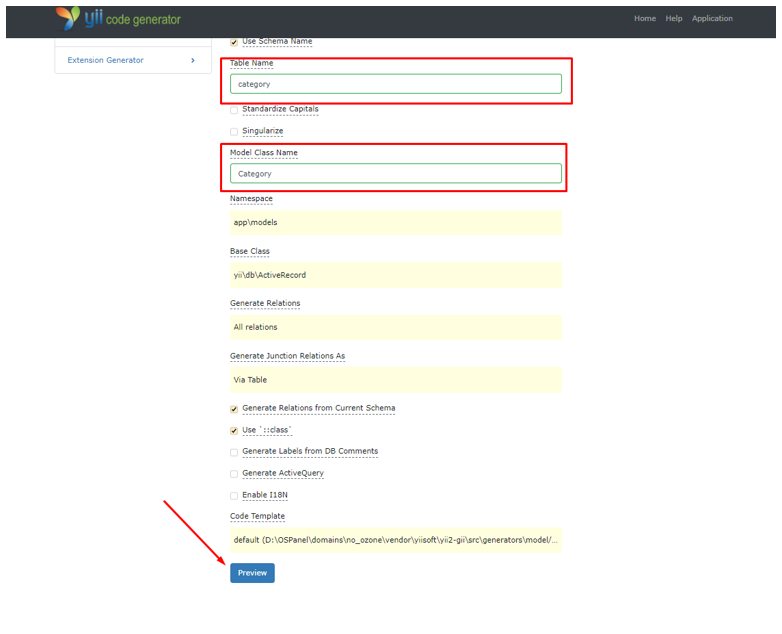 yii code generator
Home Help Application
Use Schema Name
Extension Generator
Table Name
category
Standardize Capitals
Singularize
Model Class Name
Category
Namespace
app\models
Base Class
yii\db\ActiveRecord
Generate Relations
All relations
Generate Junction Relations As
Via Table
Generate Relations from Current Schema
Use `::class`
Generate Labels from DB Comments
Generate ActiveQuery
Enable I18N
Code Template
default (D:\OSPanel\domains\no_ozone\vendor\yiisoft\yii2-gii\src\generators\model/...
Preview